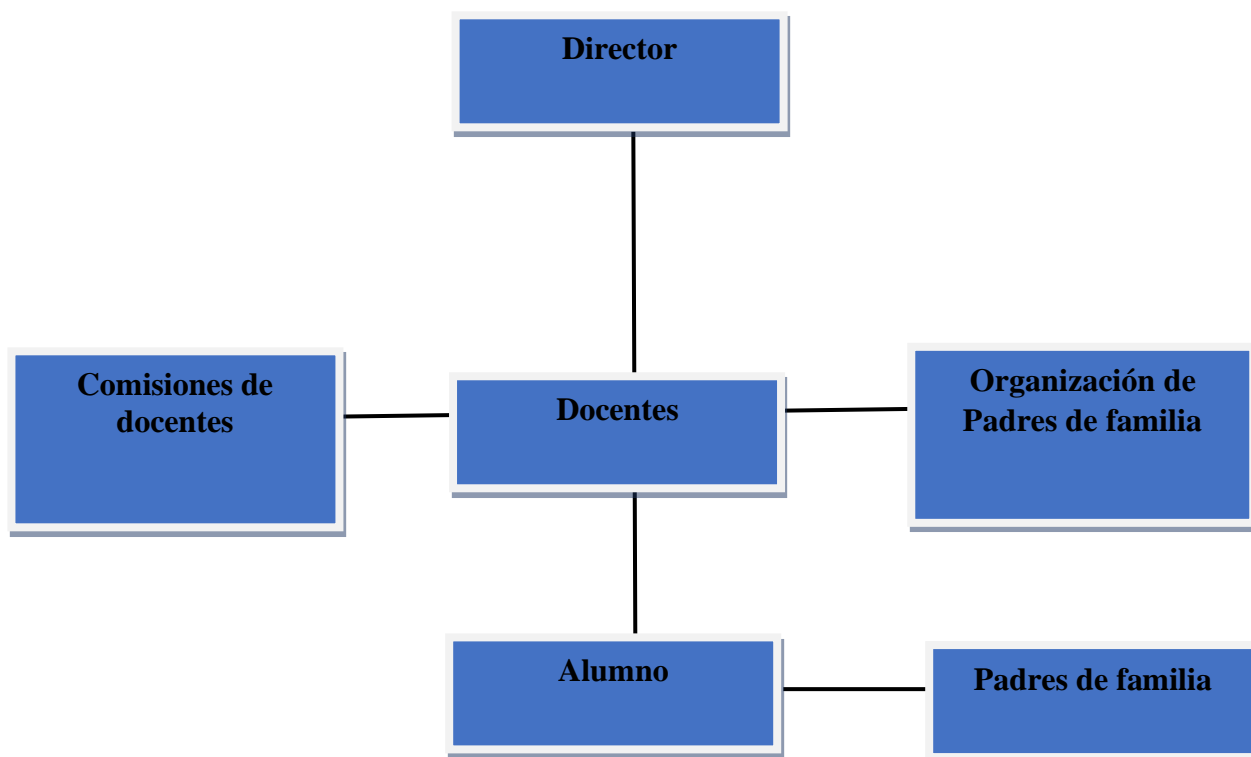 Director
Comisiones de
docentes
Docentes
Organización de
Padres de familia
Alumno
Padres de familia